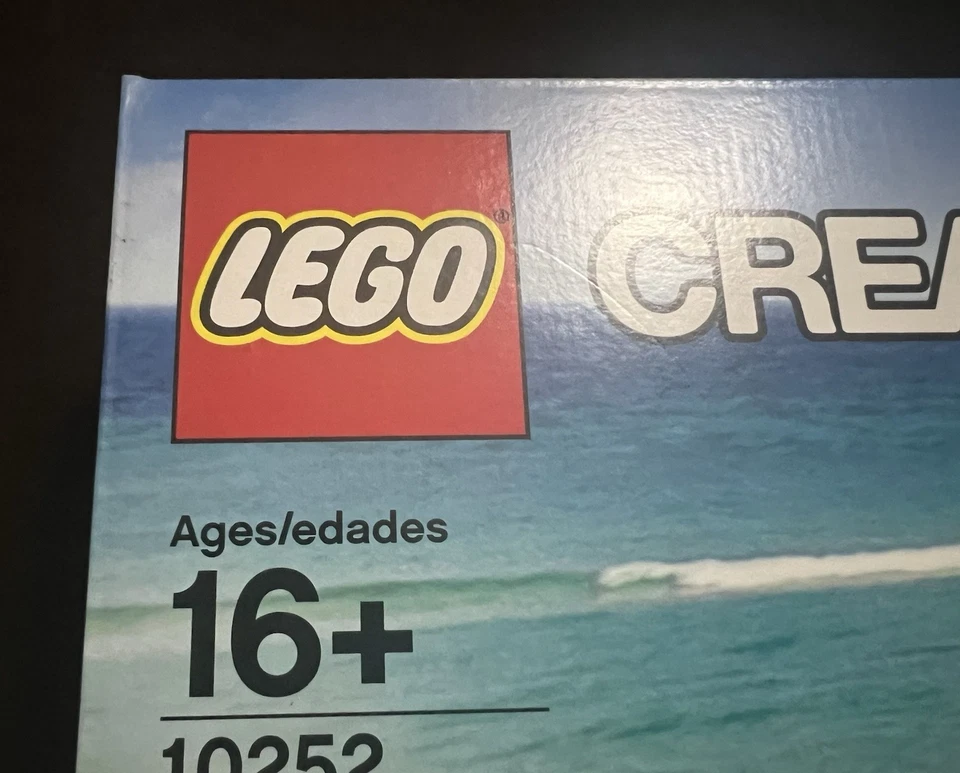 LEGO®
CREA
Ages/edades
16+
10252